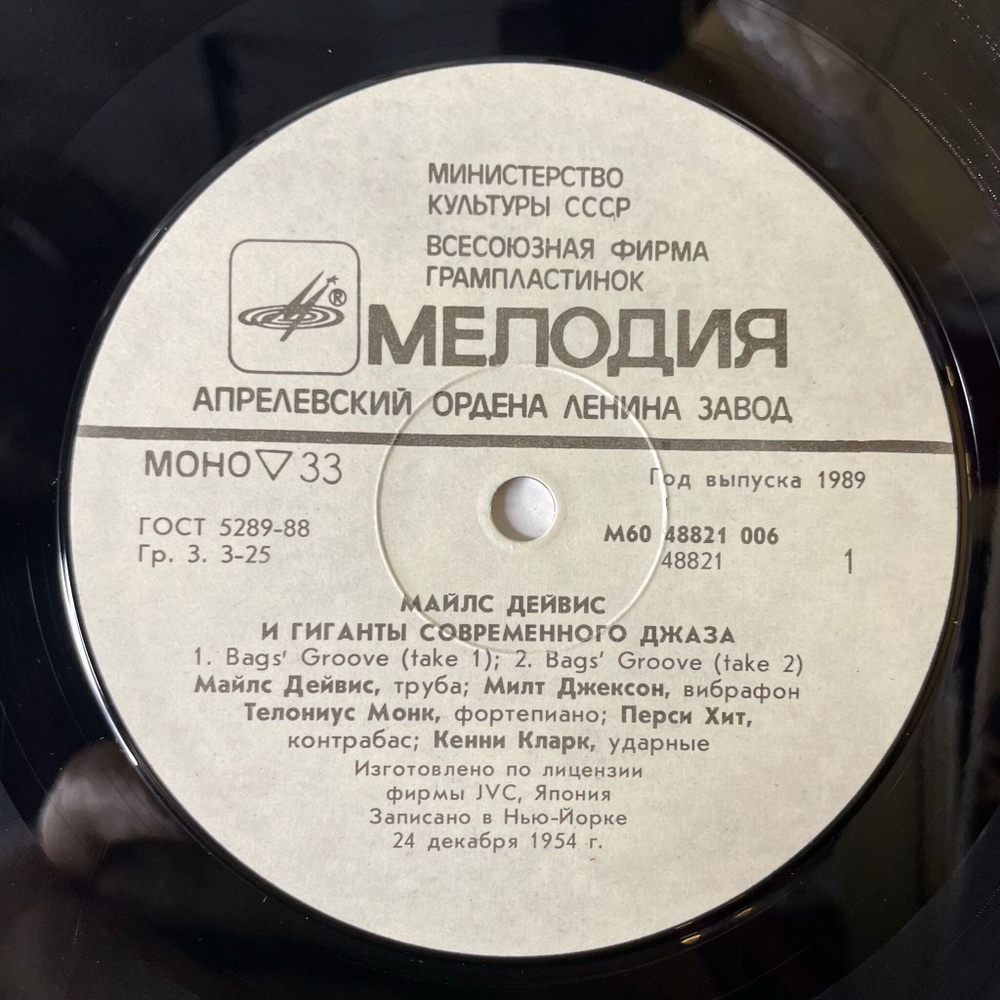 МИНИСТЕРСТВО
КУЛЬТУРЫ СССР
ВСЕСОЮЗНАЯ ФИРМА
ГРАМПЛАСТИНОК
®
МЕЛОДИЯ
АПРЕЛЕВСКИЙ ОРДЕНА ЛЕНИНА ЗАВОД
МОНО ▽ 33
Год выпуска 1989
ГОСТ 5289-88
М60 48821 006
Гр. 3. 3-25
48821
1
МАЙЛС ДЕЙВИС
И ГИГАНТЫ СОВРЕМЕННОГО ДЖАЗА
1. Bags' Groove (take 1); 2. Bags' Groove (take 2)
Майлс Дейвис, труба; Милт Джексон, вибрафон
Телониус Монк, фортепиано; Перси Хит,
контрабас; Кенни Кларк, ударные
Изготовлено по лицензии
фирмы JVC, Япония
Записано в Нью-Йорке
24 декабря 1954 г.